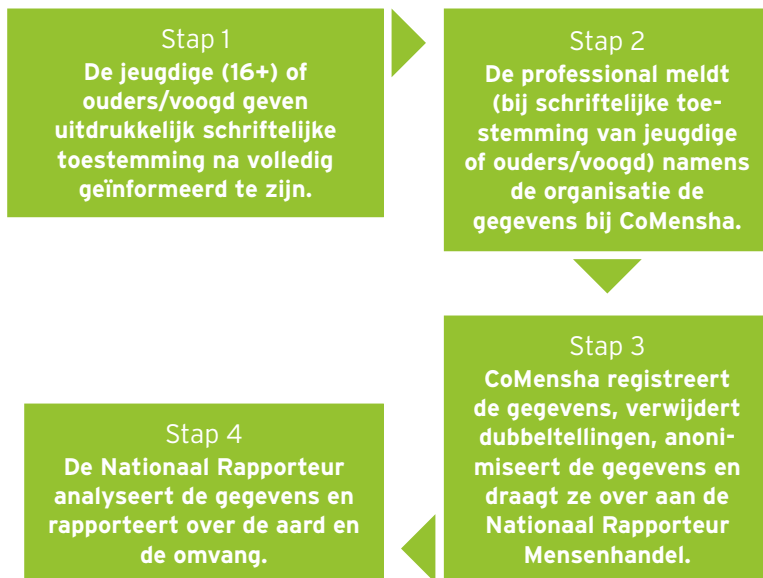 Stap 1
De jeugdige (16+) of
ouders/voogd geven
uitdrukkelijk schriftelijke
toestemming na volledig
geïnformeerd te zijn.
Stap 2
De professional meldt
(bij schriftelijke toe-
stemming van jeugdige
of ouders/voogd) namens
de organisatie de
gegevens bij CoMensha.
Stap 3
CoMensha registreert
de gegevens, verwijdert
dubbeltellingen, anoni-
miseert de gegevens en
draagt ze over aan de
Nationaal Rapporteur
Mensenhandel.
Stap 4
De Nationaal Rapporteur
analyseert de gegevens en
rapporteert over de aard en
de omvang.